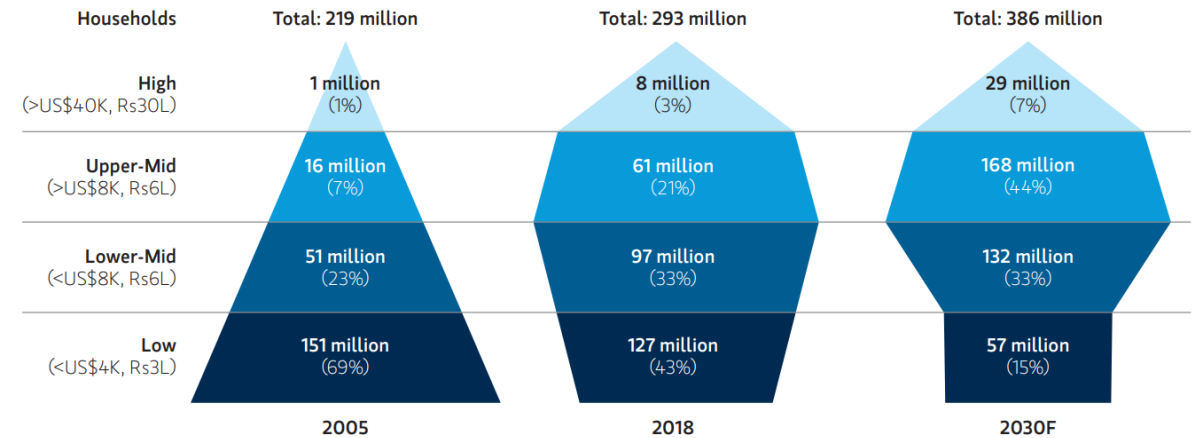 Households Total: 219 million Total: 293 million Total: 386 million
High 1 million 8 million 29 million
(>US$40K, Rs30L) (1%) (3%) (7%)
Upper-Mid 16 million 61 million 168 million
(>US$8K, Rs6L) (7%) (21%) (44%)
Lower-Mid 51 million 97 million 132 million
(<US$8K, Rs6L) (23%) (33%) (33%)
Low 151 million 127 million 57 million
(<US$4K, Rs3L) (69%) (43%) (15%)
2005 2018 2030F